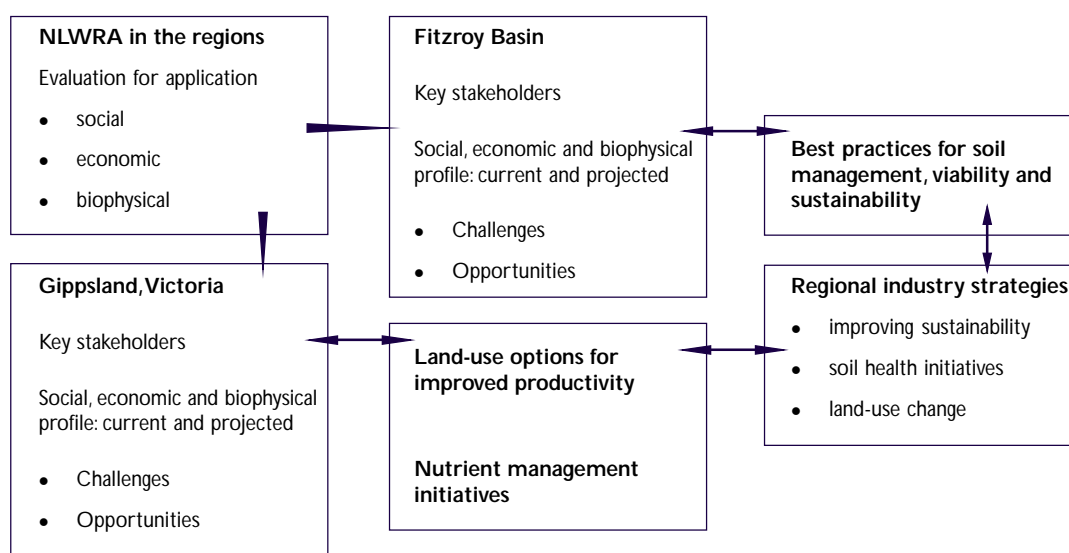 NLWRA in the regions
Evaluation for application
● social
● economic
● biophysical
Fitzroy Basin
Key stakeholders
Social, economic and biophysical
profile: current and projected
● Challenges
● Opportunities
Best practices for soil
management, viability and
sustainability
Gippsland, Victoria
Key stakeholders
Social, economic and biophysical
profile: current and projected
● Challenges
● Opportunities
Land-use options for
improved productivity
Nutrient management
initiatives
Regional industry strategies
● improving sustainability
● soil health initiatives
● land-use change